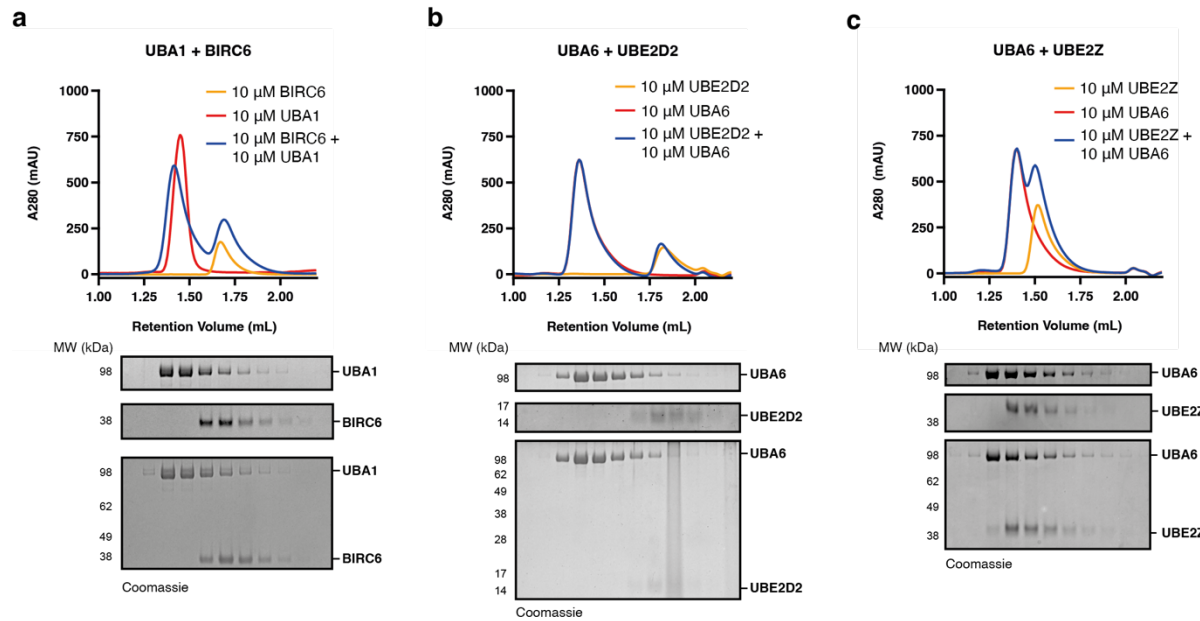 a
UBA1 + BIRC6
10 µM BIRC6
10 µM UBA1
10 µM BIRC6 +
10 µM UBA1
A280 (mAU)
1000
750
500
250
0
1.00 1.25 1.50 1.75 2.00
Retention Volume (mL)
MW (kDa)
98
UBA1
38
BIRC6
98
62
49
38
UBA1
BIRC6
Coomassie
b
UBA6 + UBE2D2
10 µM UBE2D2
10 µM UBA6
10 µM UBE2D2 +
10 µM UBA6
A280 (mAU)
1000
750
500
250
0
1.00 1.25 1.50 1.75 2.00
Retention Volume (mL)
MW (kDa)
98
UBA6
17
14
UBE2D2
98
62
49
38
28
17
14
UBA6
UBE2D2
Coomassie
c
UBA6 + UBE2Z
10 µM UBE2Z
10 µM UBA6
10 µM UBE2Z +
10 µM UBA6
A280 (mAU)
1000
750
500
250
0
1.00 1.25 1.50 1.75 2.00
Retention Volume (mL)
MW (kDa)
98
UBA6
49
38
UBE2Z
98
62
49
38
UBA6
UBE2Z
Coomassie